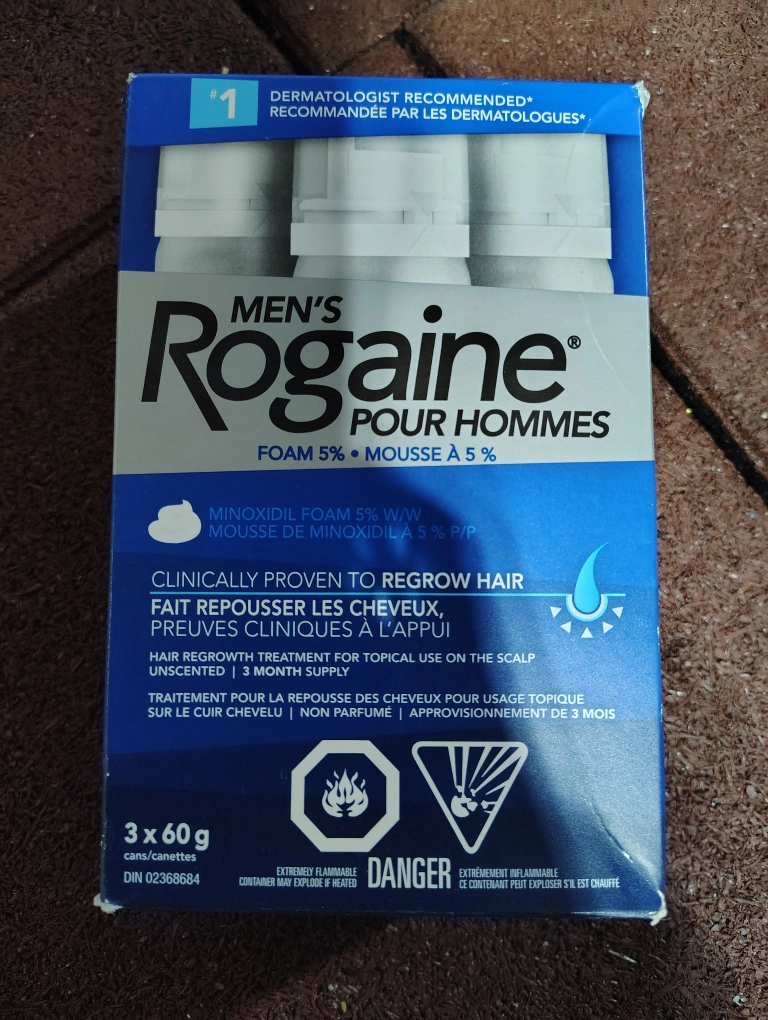 #1
DERMATOLOGIST RECOMMENDED*
RECOMMANDÉE PAR LES DERMATOLOGUES*
MEN'S
Rogaine®
POUR HOMMES
FOAM 5% • MOUSSE À 5 %
MINOXIDIL FOAM 5% W/W
MOUSSE DE MINOXIDIL À 5 % P/P
CLINICALLY PROVEN TO REGROW HAIR
FAIT REPOUSSER LES CHEVEUX,
PREUVES CLINIQUES À L'APPUI
HAIR REGROWTH TREATMENT FOR TOPICAL USE ON THE SCALP
UNSCENTED | 3 MONTH SUPPLY
TRAITEMENT POUR LA REPOUSSE DES CHEVEUX POUR USAGE TOPIQUE
SUR LE CUIR CHEVELU | NON PARFUMÉ | APPROVISIONNEMENT DE 3 MOIS
3 x 60 g
cans/canettes
DIN 02368684
EXTREMELY FLAMMABLE
CONTAINER MAY EXPLODE IF HEATED
DANGER
EXTRÊMEMENT INFLAMMABLE
CE CONTENANT PEUT EXPLOSER S'IL EST CHAUFFÉ